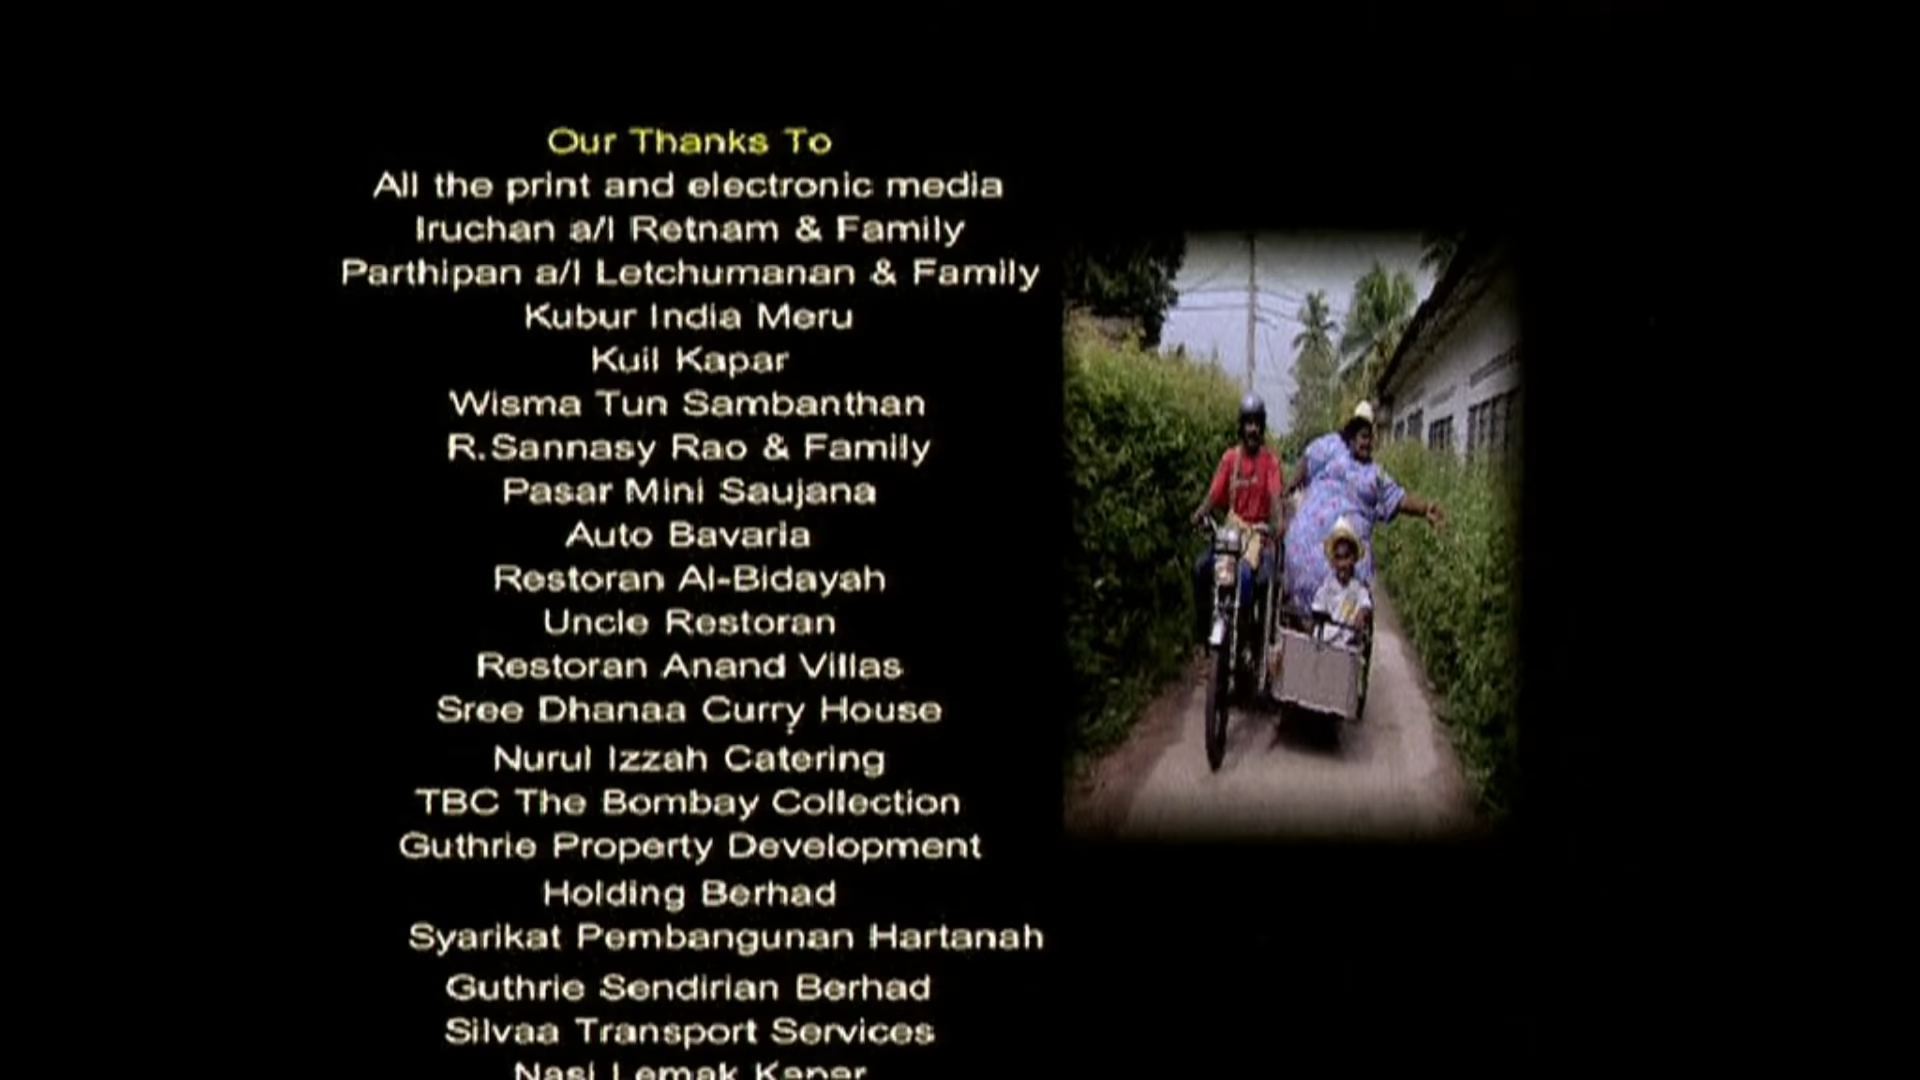 Our Thanks To
All the print and electronic media
Iruchan a/l Retnam & Family
Parthipan a/l Letchumanan & Family
Kubur India Meru
Kuil Kapar
Wisma Tun Sambanthan
R.Sannasy Rao & Family
Pasar Mini Saujana
Auto Bavaria
Restoran Al-Bidayah
Uncle Restoran
Restoran Anand Villas
Sree Dhanaa Curry House
Nurul Izzah Catering
TBC The Bombay Collection
Guthrie Property Development
Holding Berhad
Syarikat Pembangunan Hartanah
Guthrie Sendirian Berhad
Silvaa Transport Services
Nasi Lemak Kapar